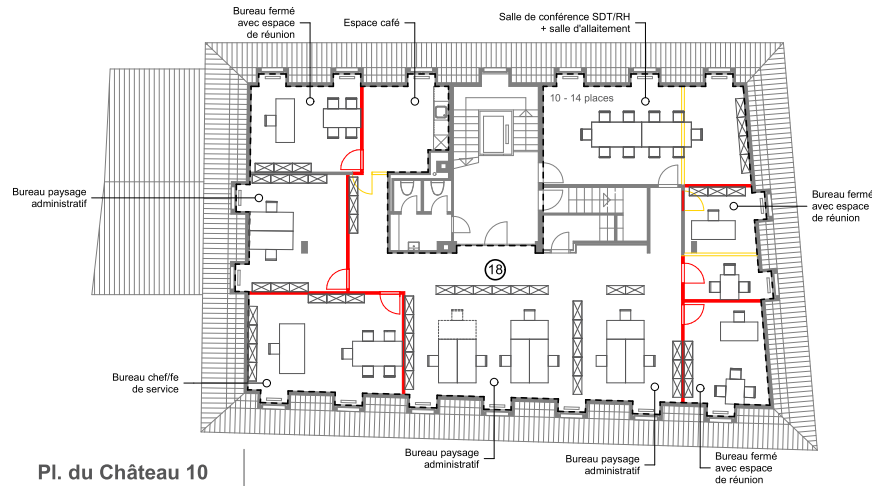 Bureau fermé
avec espace
de réunion
Espace café
Salle de conférence SDT/RH
+ salle d'allaitement
10 - 14 places
Bureau paysage
administratif
Bureau fermé
avec espace
de réunion
18
Bureau chef/fe
de service
Bureau paysage
administratif
Bureau paysage
administratif
Bureau fermé
avec espace
de réunion
Pl. du Château 10